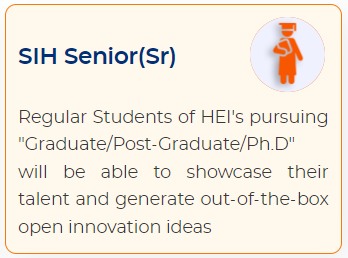 SIH Senior(Sr)
Regular Students of HEI's pursuing
"Graduate/Post-Graduate/Ph.D"
will be able to showcase their
talent and generate out-of-the-box
open innovation ideas